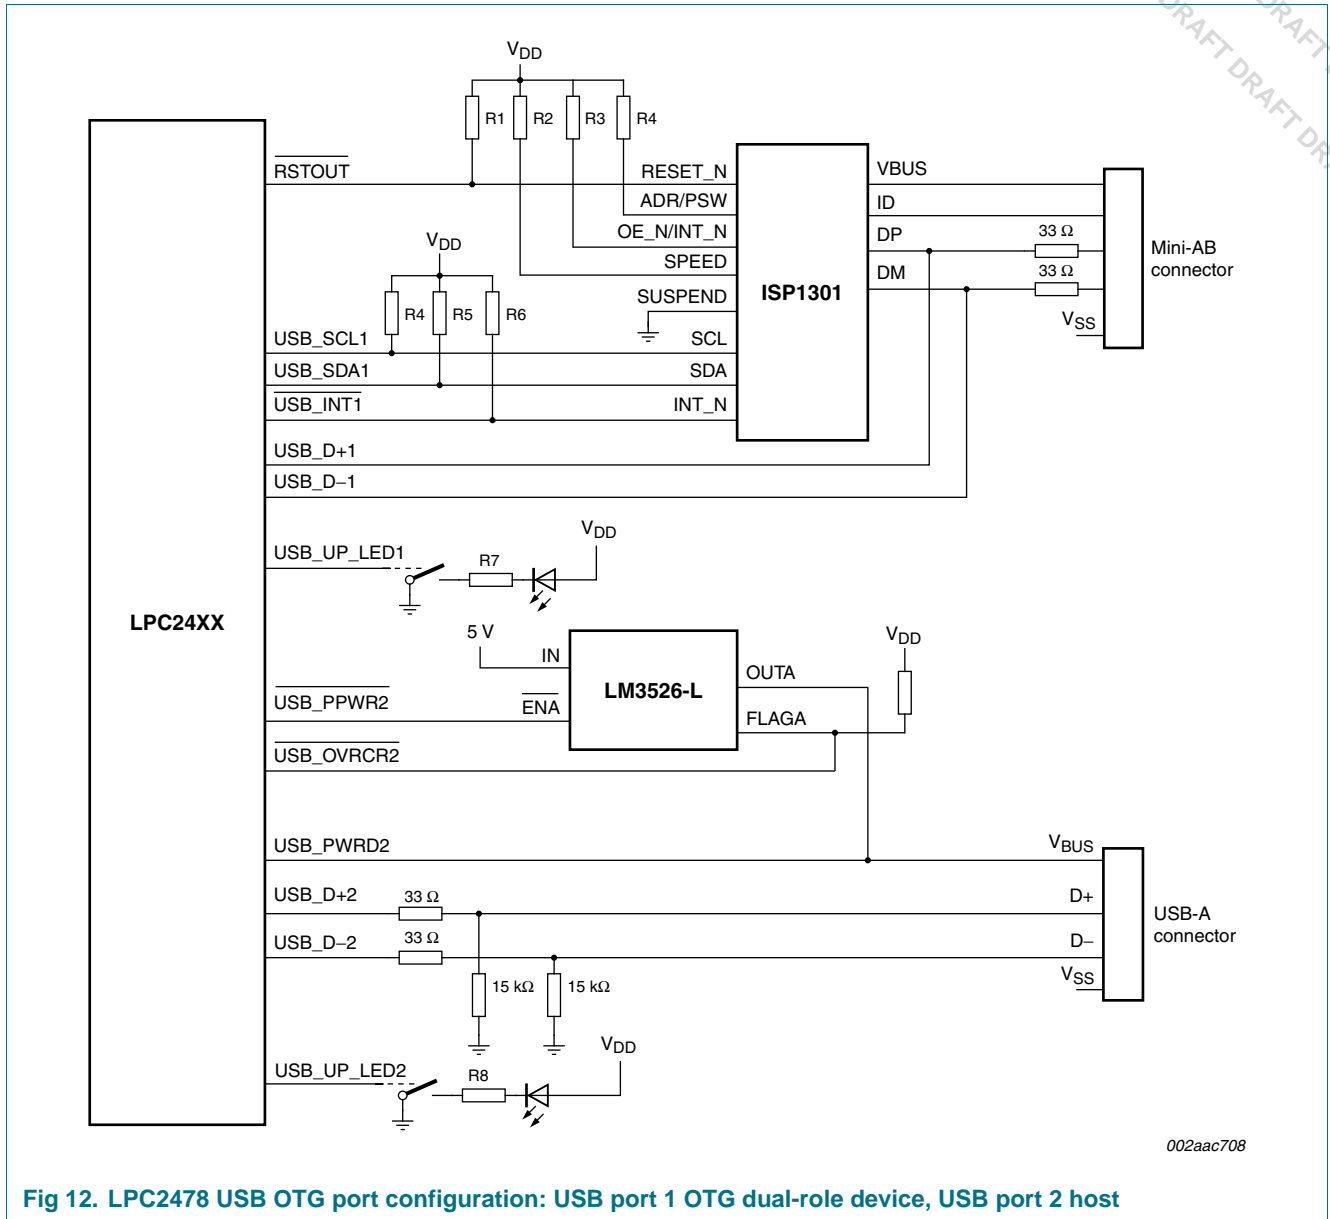 DRAFT DRAFT DRA
DRAFT
VDD
R1 R2 R3 R4
RSTOUT
RESET_N
VBUS
ADR/PSW
ID
OE_N/INT_N
DP
33 Ω
SPEED
DM
33 Ω
Mini-AB
connector
VDD
SUSPEND
ISP1301
R4 R5 R6
VSS
USB_SCL1
SCL
USB_SDA1
SDA
USB_INT1
INT_N
USB_D+1
USB_D−1
VDD
USB_UP_LED1
R7
LPC24XX
5 V
IN
VDD
LM3526-L
OUTA
USB_PPWR2
ENA
FLAGA
USB_OVRCR2
USB_PWRD2
VBUS
USB_D+2
33 Ω
D+
USB-A
connector
USB_D−2
33 Ω
D−
15 kΩ 15 kΩ
VSS
VDD
USB_UP_LED2
R8
002aac708
Fig 12. LPC2478 USB OTG port configuration: USB port 1 OTG dual-role device, USB port 2 host